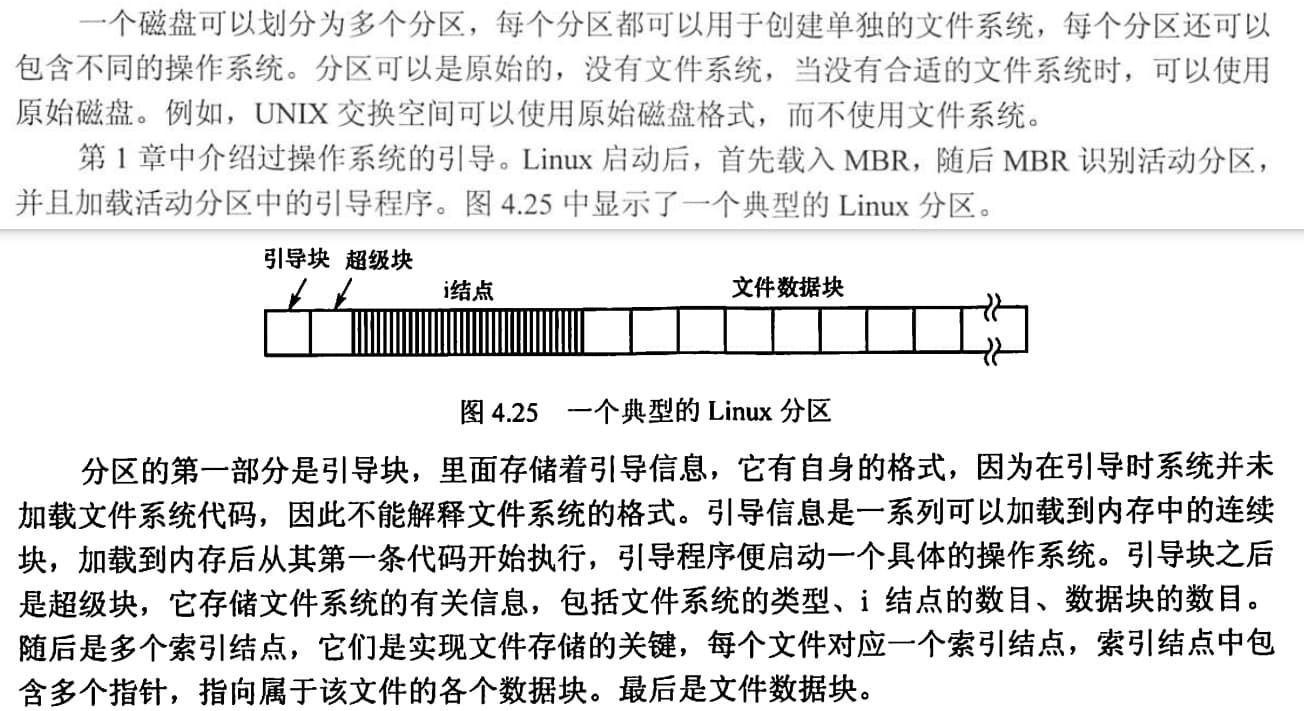 一个磁盘可以划分为多个分区，每个分区都可以用于创建单独的文件系统，每个分区还可以
包含不同的操作系统。分区可以是原始的，没有文件系统，当没有合适的文件系统时，可以使用
原始磁盘。例如，UNIX 交换空间可以使用原始磁盘格式，而不使用文件系统。
第 1 章中介绍过操作系统的引导。Linux 启动后，首先载入 MBR，随后 MBR 识别活动分区，
并且加载活动分区中的引导程序。图 4.25 中显示了一个典型的 Linux 分区。
引导块 超级块
i结点 文件数据块
图 4.25 一个典型的 Linux 分区
分区的第一部分是引导块，里面存储着引导信息，它有自身的格式，因为在引导时系统并未
加载文件系统代码，因此不能解释文件系统的格式。引导信息是一系列可以加载到内存中的连续
块，加载到内存后从其第一条代码开始执行，引导程序便启动一个具体的操作系统。引导块之后
是超级块，它存储文件系统的有关信息，包括文件系统的类型、i 结点的数目、数据块的数目。
随后是多个索引结点，它们是实现文件存储的关键，每个文件对应一个索引结点，索引结点中包
含多个指针，指向属于该文件的各个数据块。最后是文件数据块。